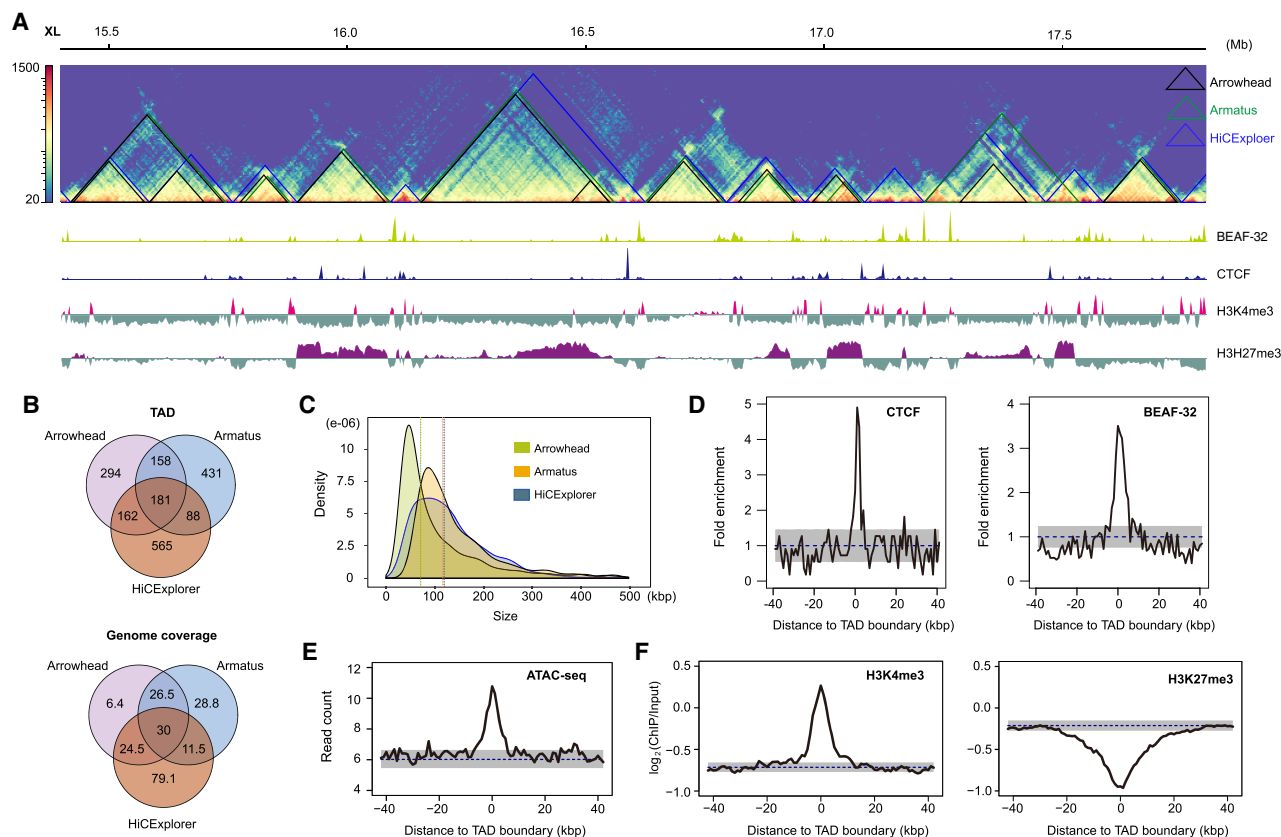 A
XL 15.5 16.0 16.5 17.0 17.5 (Mb)
1500
20
Arrowhead
Armatus
HiCExploer
BEAF-32
CTCF
H3K4me3
H3H27me3
B
TAD
Arrowhead
Armatus
294 158 431
181
162 88
565
HiCExplorer
Genome coverage
Arrowhead
Armatus
6.4 26.5 28.8
30
24.5 11.5
79.1
HiCExplorer
C
(e-06)
10
7.5
5.0
2.5
0
Density
Arrowhead
Armatus
HiCExplorer
0 100 200 300 400 500 (kbp)
Size
D
CTCF
5
4
3
2
1
0
Fold enrichment
-40 -20 0 20 40
Distance to TAD boundary (kbp)
BEAF-32
4
3
2
1
0
Fold enrichment
-40 -20 0 20 40
Distance to TAD boundary (kbp)
E
ATAC-seq
12
10
8
6
4
Read count
−40 −20 0 20 40
Distance to TAD boundary (kbp)
F
H3K4me3
0.5
0.0
−0.5
−1.0
log2(ChIP/Input)
−40 −20 0 20 40
Distance to TAD boundary (kbp)
H3K27me3
0.5
0.0
−0.5
−1.0
−40 −20 0 20 40
Distance to TAD boundary (kbp)